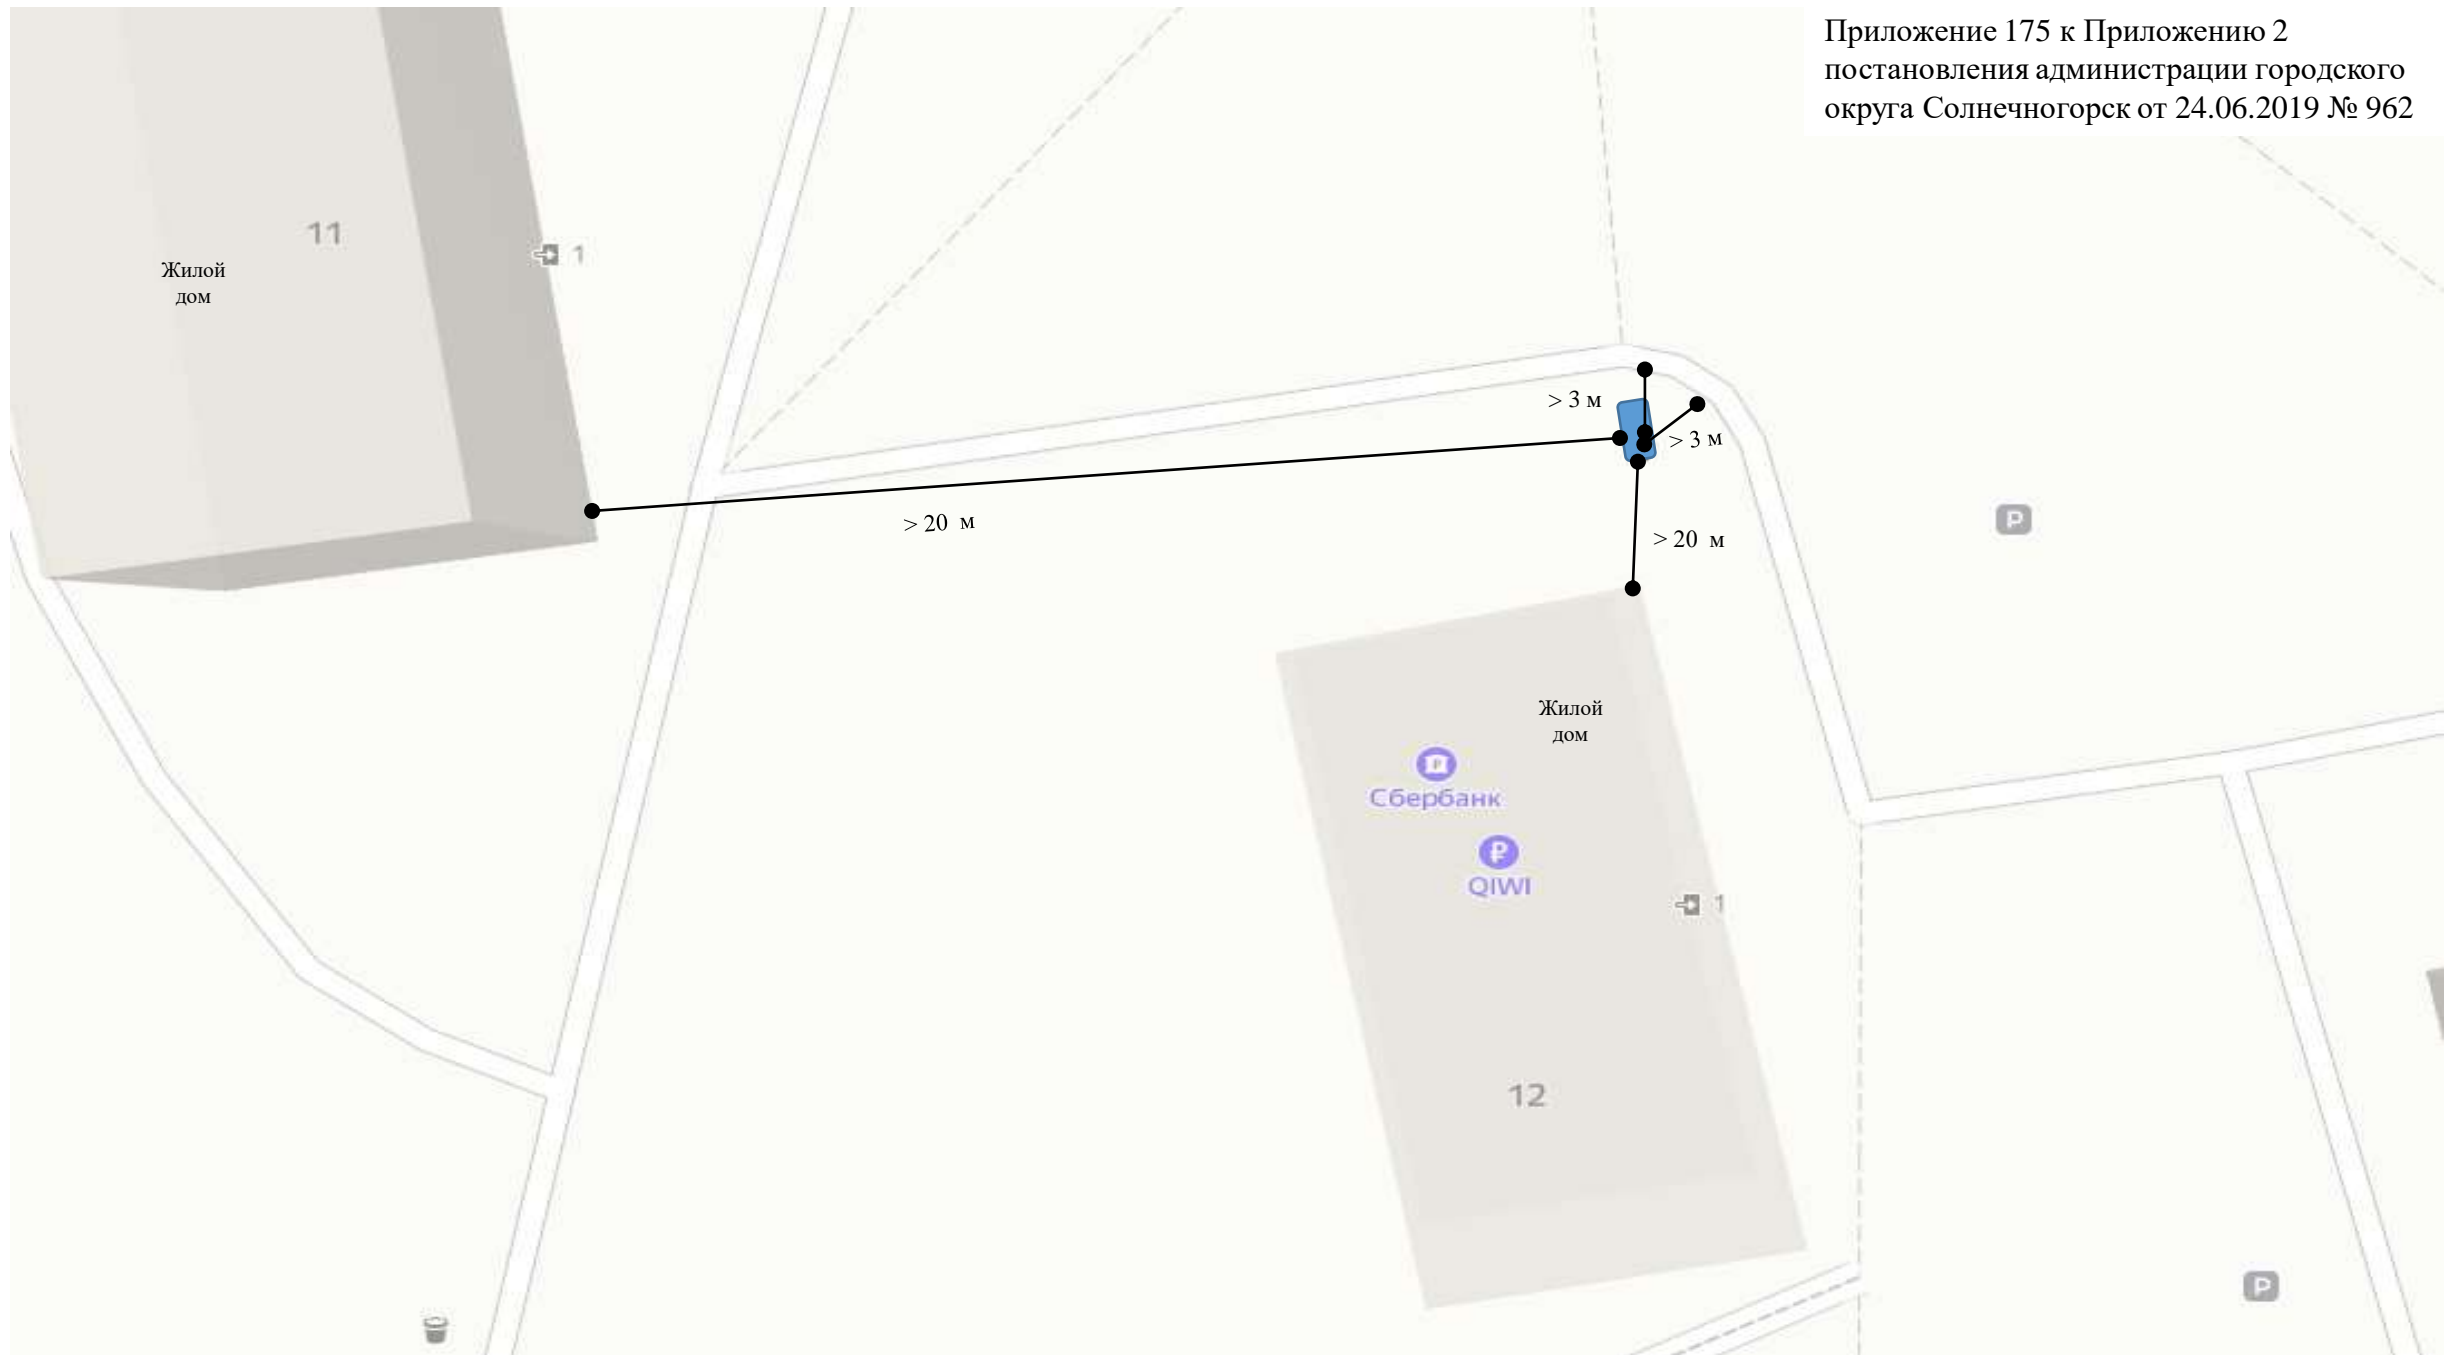 Приложение 175 к Приложению 2
постановления администрации городского
округа Солнечногорск от 24.06.2019 № 962
11
1
Жилой
дом
> 3 м
> 3 м
> 20 м
> 20 м
P
Жилой
дом
Сбербанк
₽
QIWI
1
12
P